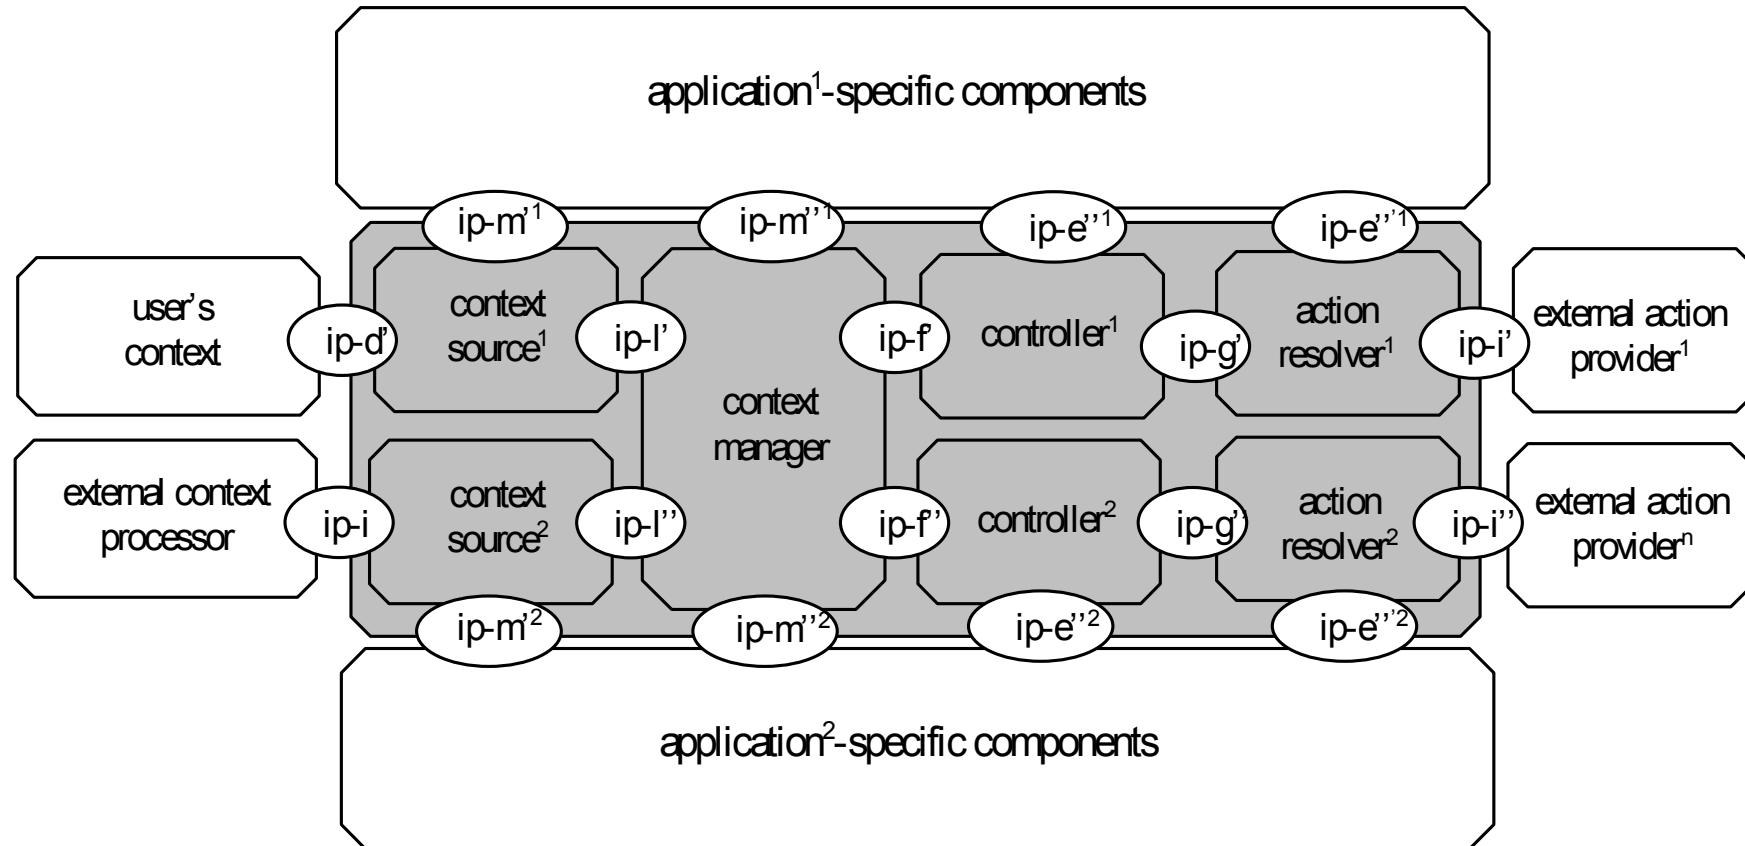 application¹-specific components
ip-m'¹
ip-m''¹
ip-e''¹
ip-e'''¹
user's
context
ip-d'
context
source¹
ip-l'
ip-f'
controller¹
ip-g'
action
resolver¹
ip-i'
external action
provider¹
context
manager
external context
processor
ip-i
context
source²
ip-l''
ip-f''
controller²
ip-g''
action
resolver²
ip-i''
external action
providerⁿ
ip-m'²
ip-m''²
ip-e''²
ip-e'''²
application²-specific components